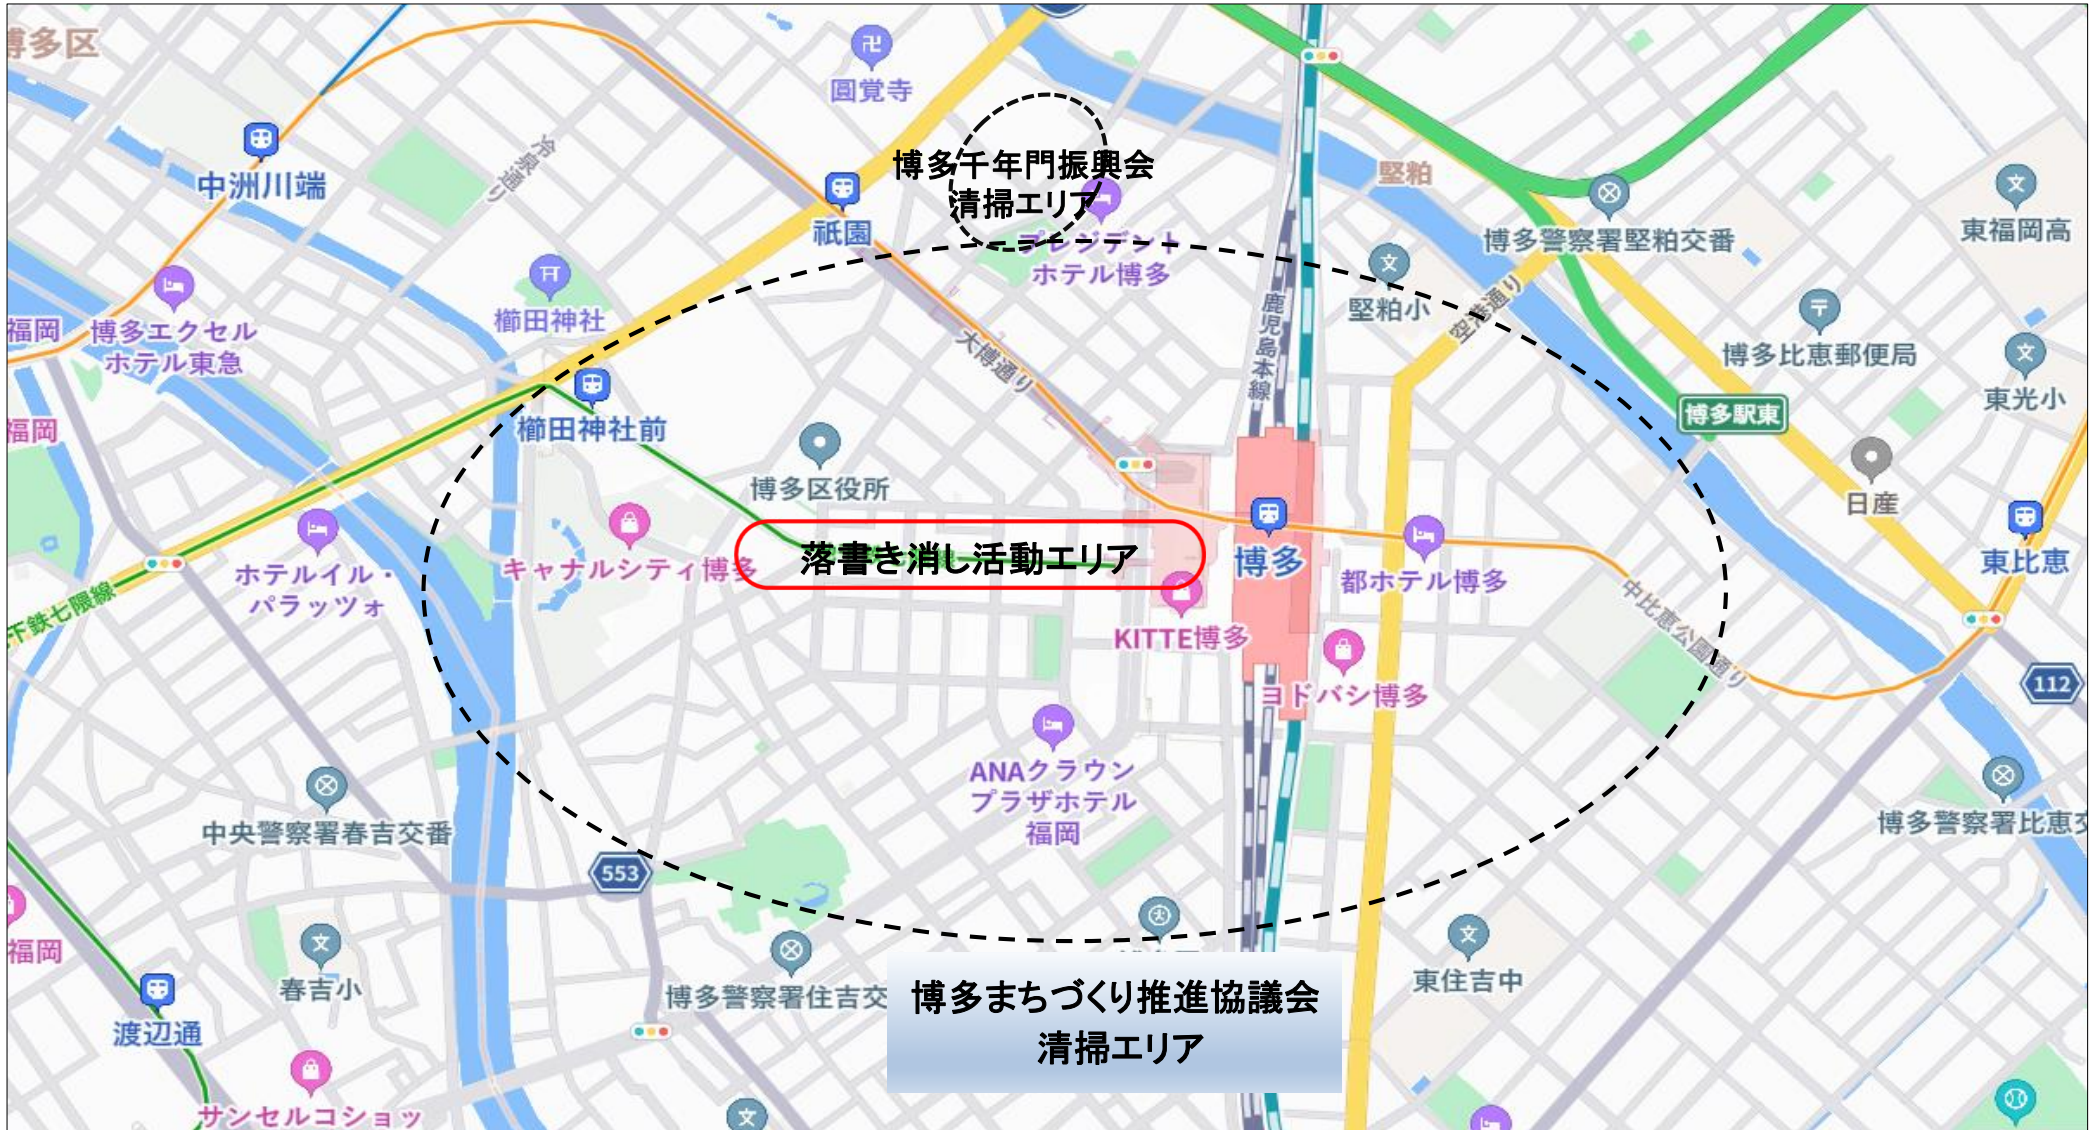 博多区
圓覚寺
冷泉通り
中洲川端
祇園
博多千年門振興会
清掃エリア
堅粕
博多警察署堅粕交番
東福岡高
プレジデント
ホテル博多
櫛田神社
福岡
博多エクセル
ホテル東急
鹿児島本線
堅粕小
空港通り
博多比恵郵便局
大博通り
東光小
福岡
櫛田神社前
博多駅東
博多区役所
日産
キャナルシティ博多
落書き消し活動エリア
博多
都ホテル博多
東比恵
ホテルイル・
パラッツォ
下鉄七隈線
中比恵公園通り
KITTE博多
ヨドバシ博多
112
ANAクラウン
プラザホテル
福岡
中央警察署春吉交番
博多警察署比恵交
553
福岡
春吉小
博多警察署住吉交
東住吉中
渡辺通
博多まちづくり推進協議会
清掃エリア
サンセルコショッ